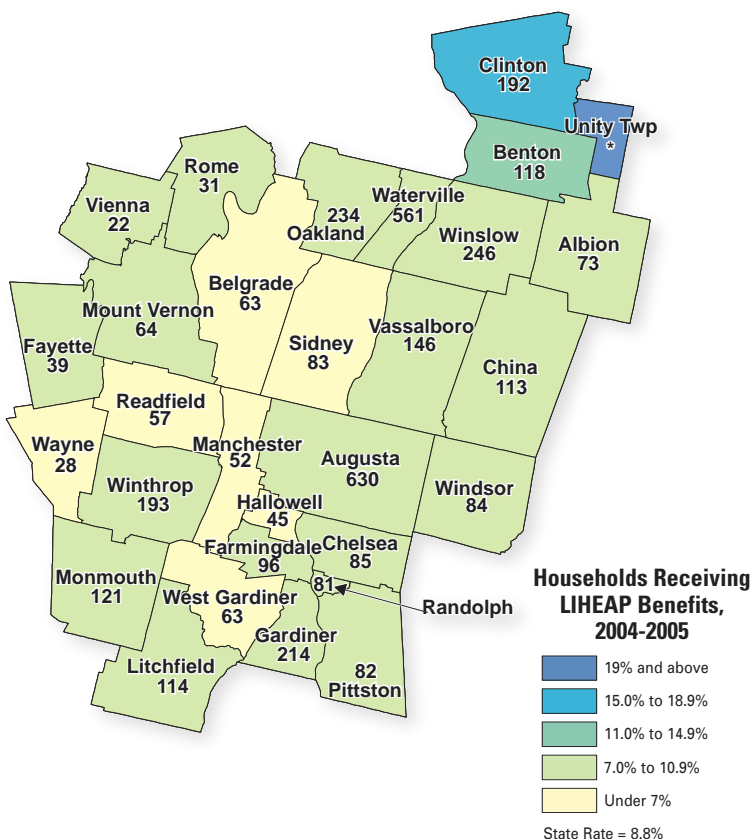 Clinton
192
Unity Twp
*
Benton
118
Rome
31
Vienna
22
Waterville
561
234
Oakland
Winslow
246
Albion
73
Belgrade
63
Mount Vernon
64
Vassalboro
146
Sidney
83
Fayette
39
China
113
Readfield
57
Wayne
28
Manchester
52
Augusta
630
Winthrop
193
Windsor
84
Hallowell
45
Farmingdale
96
Chelsea
85
Monmouth
121
81
Randolph
West Gardiner
63
Gardiner
214
Litchfield
114
82
Pittston
Households Receiving
LIHEAP Benefits,
2004-2005
19% and above
15.0% to 18.9%
11.0% to 14.9%
7.0% to 10.9%
Under 7%
State Rate = 8.8%